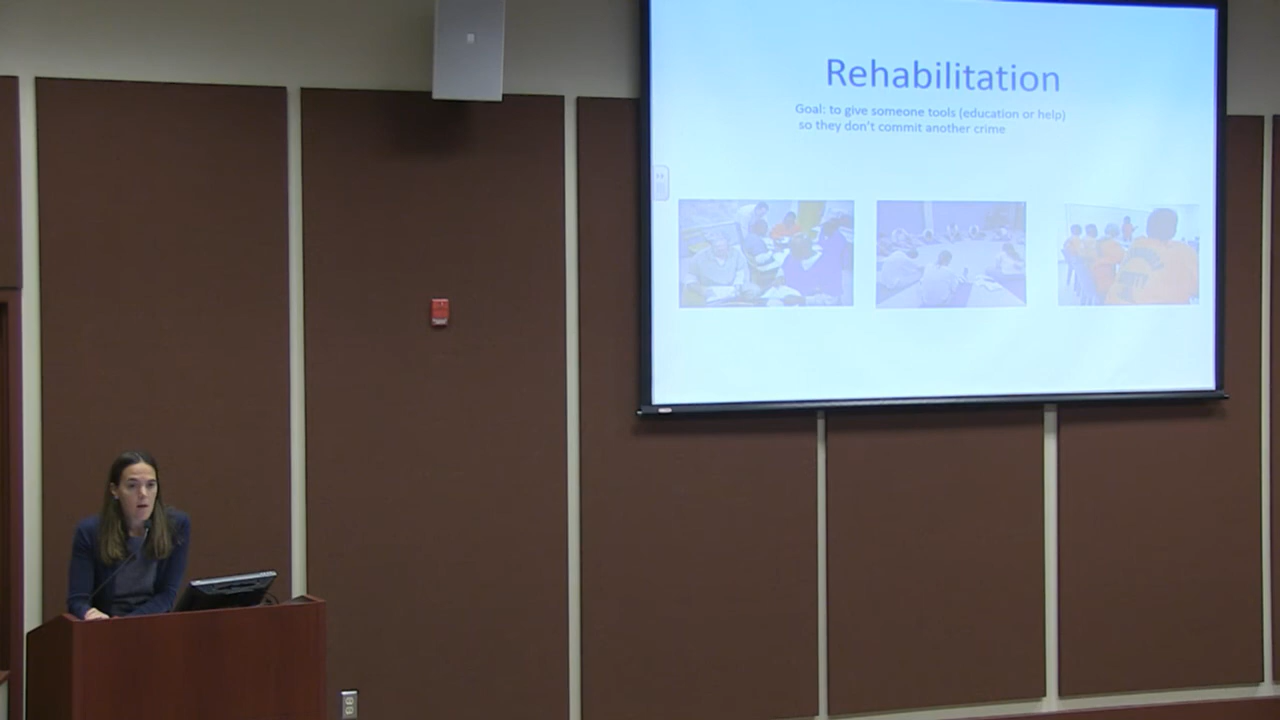 Rehabilitation
Goal: to give someone tools (education or help)
so they don't commit another crime